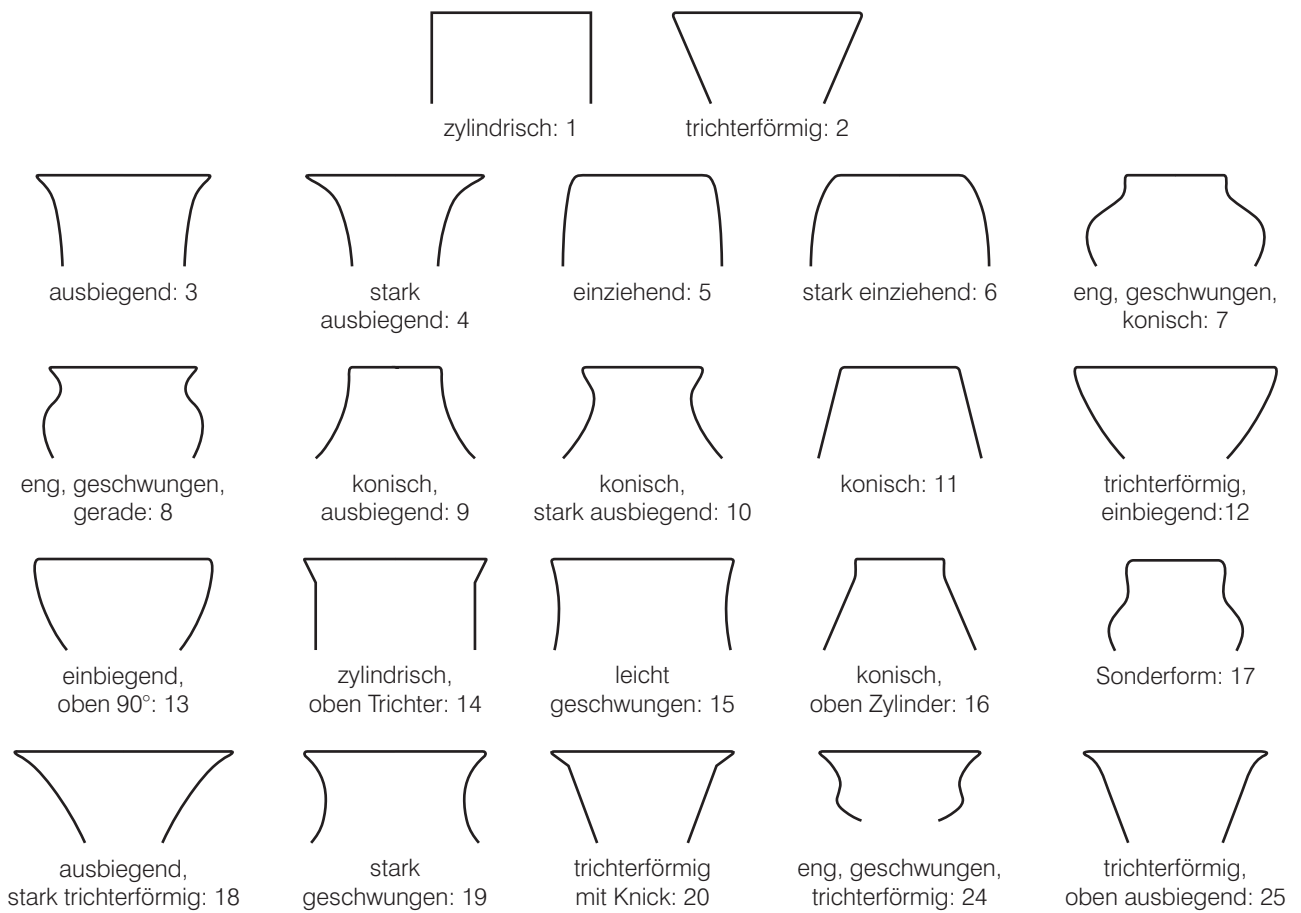 zylindrisch: 1
trichterförmig: 2
ausbiegend: 3
stark
ausbiegend: 4
einziehend: 5
stark einziehend: 6
eng, geschwungen,
konisch: 7
eng, geschwungen,
gerade: 8
konisch,
ausbiegend: 9
konisch,
stark ausbiegend: 10
konisch: 11
trichterförmig,
einbiegend:12
einbiegend,
oben 90°: 13
zylindrisch,
oben Trichter: 14
leicht
geschwungen: 15
konisch,
oben Zylinder: 16
Sonderform: 17
ausbiegend,
stark trichterförmig: 18
stark
geschwungen: 19
trichterförmig
mit Knick: 20
eng, geschwungen,
trichterförmig: 24
trichterförmig,
oben ausbiegend: 25